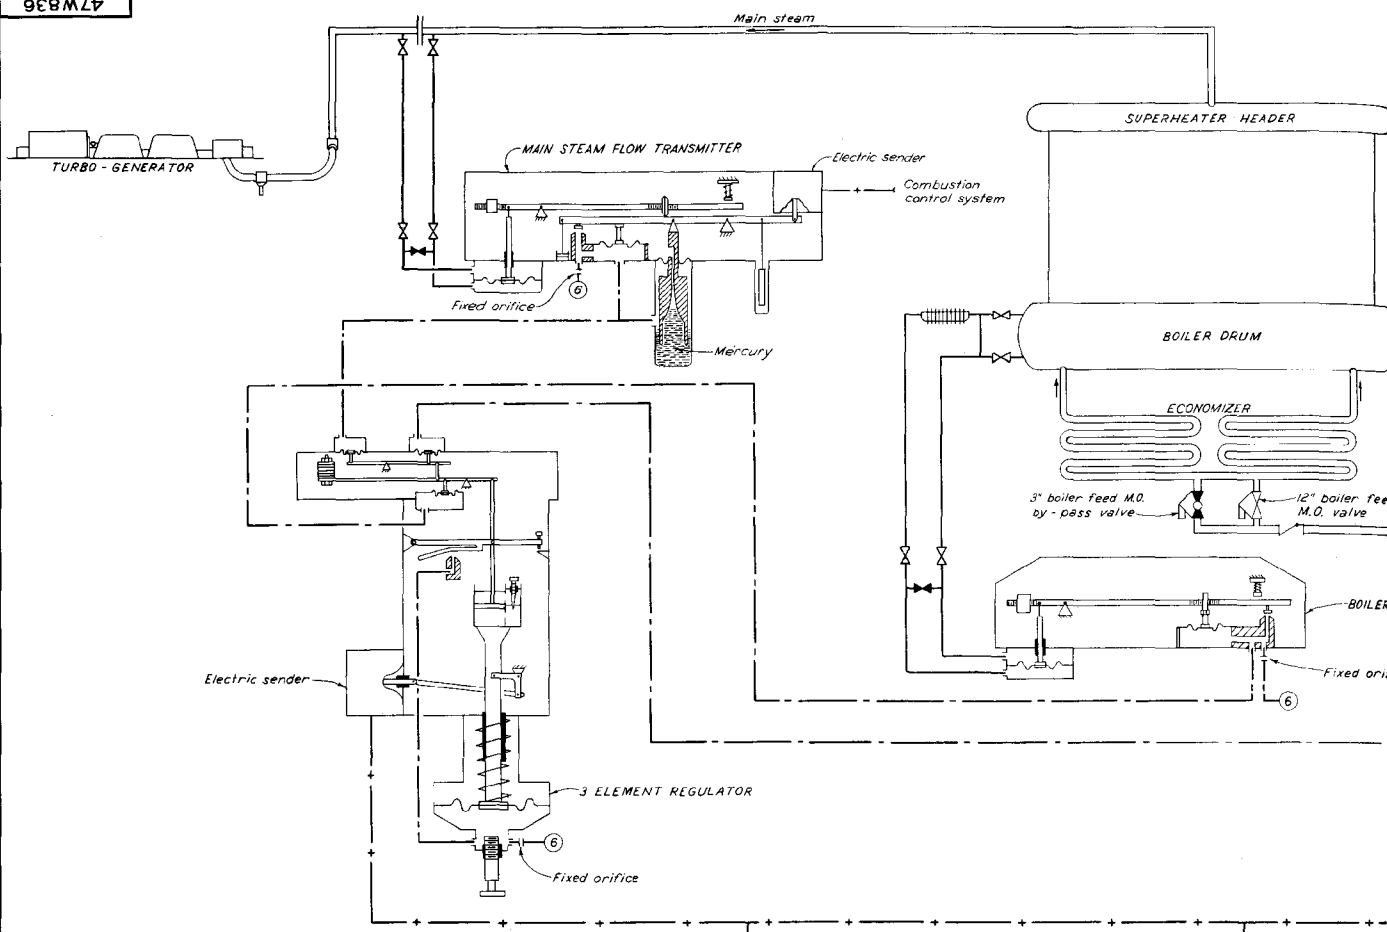 47W836
Main steam
SUPERHEATER HEADER
TURBO - GENERATOR
MAIN STEAM FLOW TRANSMITTER
Electric sender
Combustion
control system
Fixed orifice
6
Mercury
BOILER DRUM
ECONOMIZER
3" boiler feed M.O.
by - pass valve
12" boiler fee
M.O. valve
BOILER
Electric sender
Fixed ori
6
3 ELEMENT REGULATOR
6
Fixed orifice